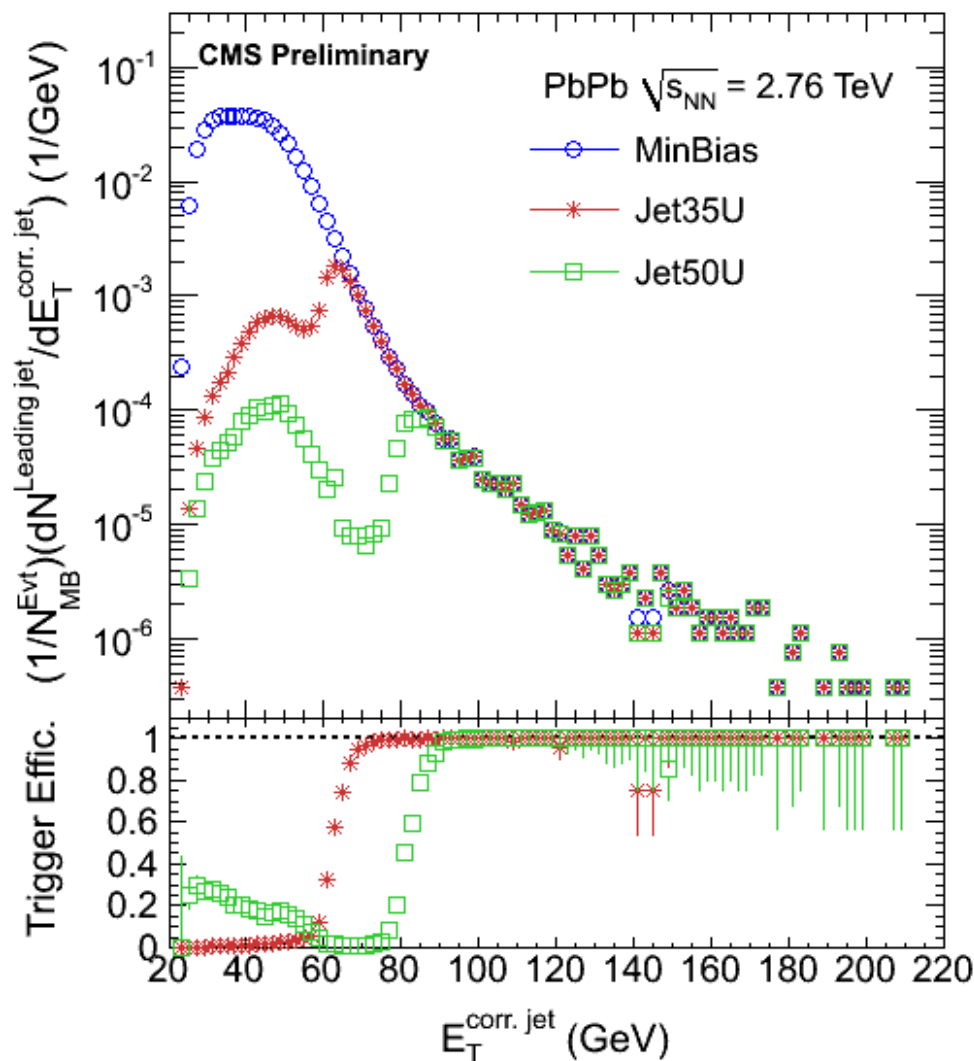 CMS Preliminary
PbPb √s_NN = 2.76 TeV
MinBias
Jet35U
Jet50U
(1/N_MB^Evt)(dN^Leading jet/dE_T^corr. jet) (1/GeV)
10^-1
10^-2
10^-3
10^-4
10^-5
10^-6
Trigger Effic.
1
0.8
0.6
0.4
0.2
0
20 40 60 80 100 120 140 160 180 200 220
E_T^corr. jet (GeV)